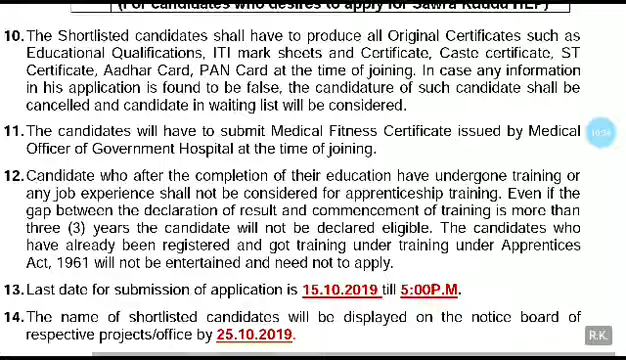 (For candidates who desires to apply for Sawra Kuddu HEP)
10. The Shortlisted candidates shall have to produce all Original Certificates such as
Educational Qualifications, ITI mark sheets and Certificate, Caste certificate, ST
Certificate, Aadhar Card, PAN Card at the time of joining. In case any information
in his application is found to be false, the candidature of such candidate shall be
cancelled and candidate in waiting list will be considered.
11. The candidates will have to submit Medical Fitness Certificate issued by Medical
Officer of Government Hospital at the time of joining.
12. Candidate who after the completion of their education have undergone training or
any job experience shall not be considered for apprenticeship training. Even if the
gap between the declaration of result and commencement of training is more than
three (3) years the candidate will not be declared eligible. The candidates who
have already been registered and got training under training under Apprentices
Act, 1961 will not be entertained and need not to apply.
13. Last date for submission of application is 15.10.2019 till 5:00P.M.
14. The name of shortlisted candidates will be displayed on the notice board of
respective projects/office by 25.10.2019.
R.K.